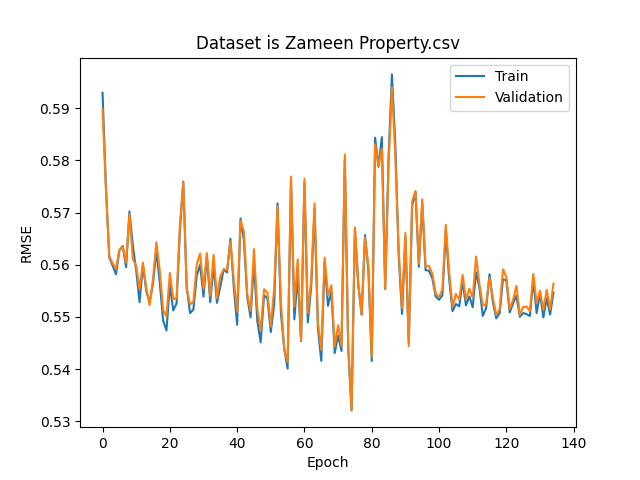 Dataset is Zameen Property.csv
Train
Validation
RMSE
0.59
0.58
0.57
0.56
0.55
0.54
0.53
0 20 40 60 80 100 120 140
Epoch